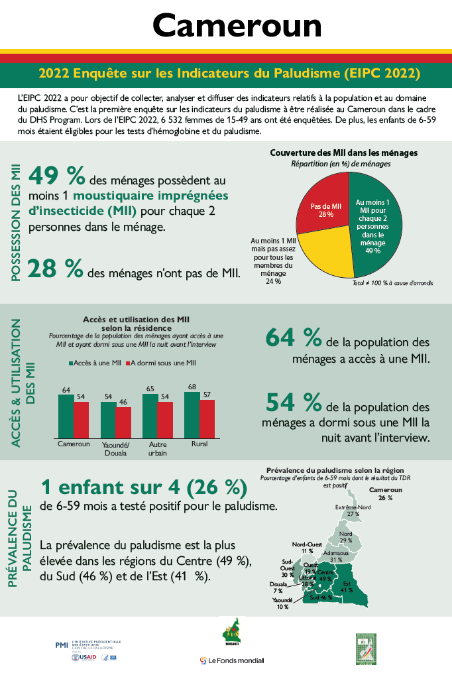 Cameroun
2022 Enquête sur les Indicateurs du Paludisme (EIPC 2022)
L'EIPC 2022 a pour objectif de collecter, analyser et diffuser des indicateurs relatifs à la population et au domaine
du paludisme. C'est la première enquête sur les indicateurs du paludisme à être réalisée au Cameroun dans le cadre
du DHS Program. Lors de l'EIPC 2022, 6 532 femmes de 15-49 ans ont été enquêtées. De plus, les enfants de 6-59
mois étaient éligibles pour les tests d'hémoglobine et du paludisme.
POSSESSION DES MII
49 % des ménages possèdent au
moins 1 moustiquaire imprégnées
d'insecticide (MII) pour chaque 2
personnes dans le ménage.
28 % des ménages n'ont pas de MII.
Couverture des MII dans les ménages
Répartition (en %) de ménages
Pas de MII
28 %
Au moins 1
MII pour
chaque 2
personnes
dans le
ménage
49 %
Au moins 1 MII
mais pas assez
pour tous les
membres du
ménage
24 %
Total ≠ 100 % à cause d'arrondis
ACCÈS & UTILISATION
DES MII
Accès et utilisation des MII
selon la résidence
Pourcentage de la population des ménages ayant accès à une
MII et ayant dormi sous une MII la nuit avant l'interview
Accès à une MII A dormi sous une MII
64 54 54 46 65 54 68 57
Cameroun Yaoundé/ Autre Rural
Douala urbain
64 % de la population des
ménages a accès à une MII.
54 % de la population des
ménages a dormi sous une MII la
nuit avant l'interview.
PRÉVALENCE DU
PALUDISME
1 enfant sur 4 (26 %)
de 6-59 mois a testé positif pour le paludisme.
La prévalence du paludisme est la plus
élevée dans les régions du Centre (49 %),
du Sud (46 %) et de l'Est (41 %).
Prévalence du paludisme selon la région
Pourcentage d'enfants de 6-59 mois dont le résultat du TDR
est positif
Cameroun
26 %
Extrême-Nord
27 %
Nord
29 %
Adamaoua
31 %
Nord-Ouest
11 %
Sud-
Ouest
30 %
Ouest
Douala
7 %
Yaoundé
10 %
49 %
Est
41 %
Sud 46 %
PMI
USAID
Le Fonds mondial